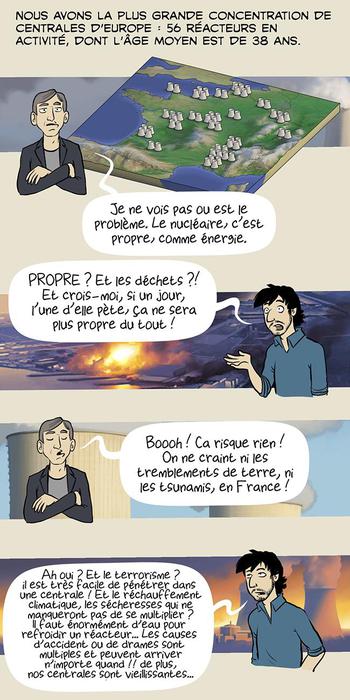 NOUS AVONS LA PLUS GRANDE CONCENTRATION DE
CENTRALES D'EUROPE : 56 RÉACTEURS EN
ACTIVITÉ, DONT L'ÂGE MOYEN EST DE 38 ANS.
Je ne vois pas ou est le
problème. Le nucléaire, c'est
propre, comme énergie.
PROPRE ? Et les déchets ?!
Et crois-moi, si un jour,
l'une d'elle pète, ça ne sera
plus propre du tout !
Boooh ! Ca risque rien !
On ne craint ni les
tremblements de terre, ni
les tsunamis, en France !
Ah oui ? Et le terrorisme ?
il est très facile de pénétrer dans
une centrale ! Et le réchauffement
climatique, les sécheresses qui ne
manqueront pas de se multiplier ?
Il faut énormément d'eau pour
refroidir un réacteur... Les causes
d'accident ou de drames sont
multiples et peuvent arriver
n'importe quand !! de plus,
nos centrales sont vieillissantes...